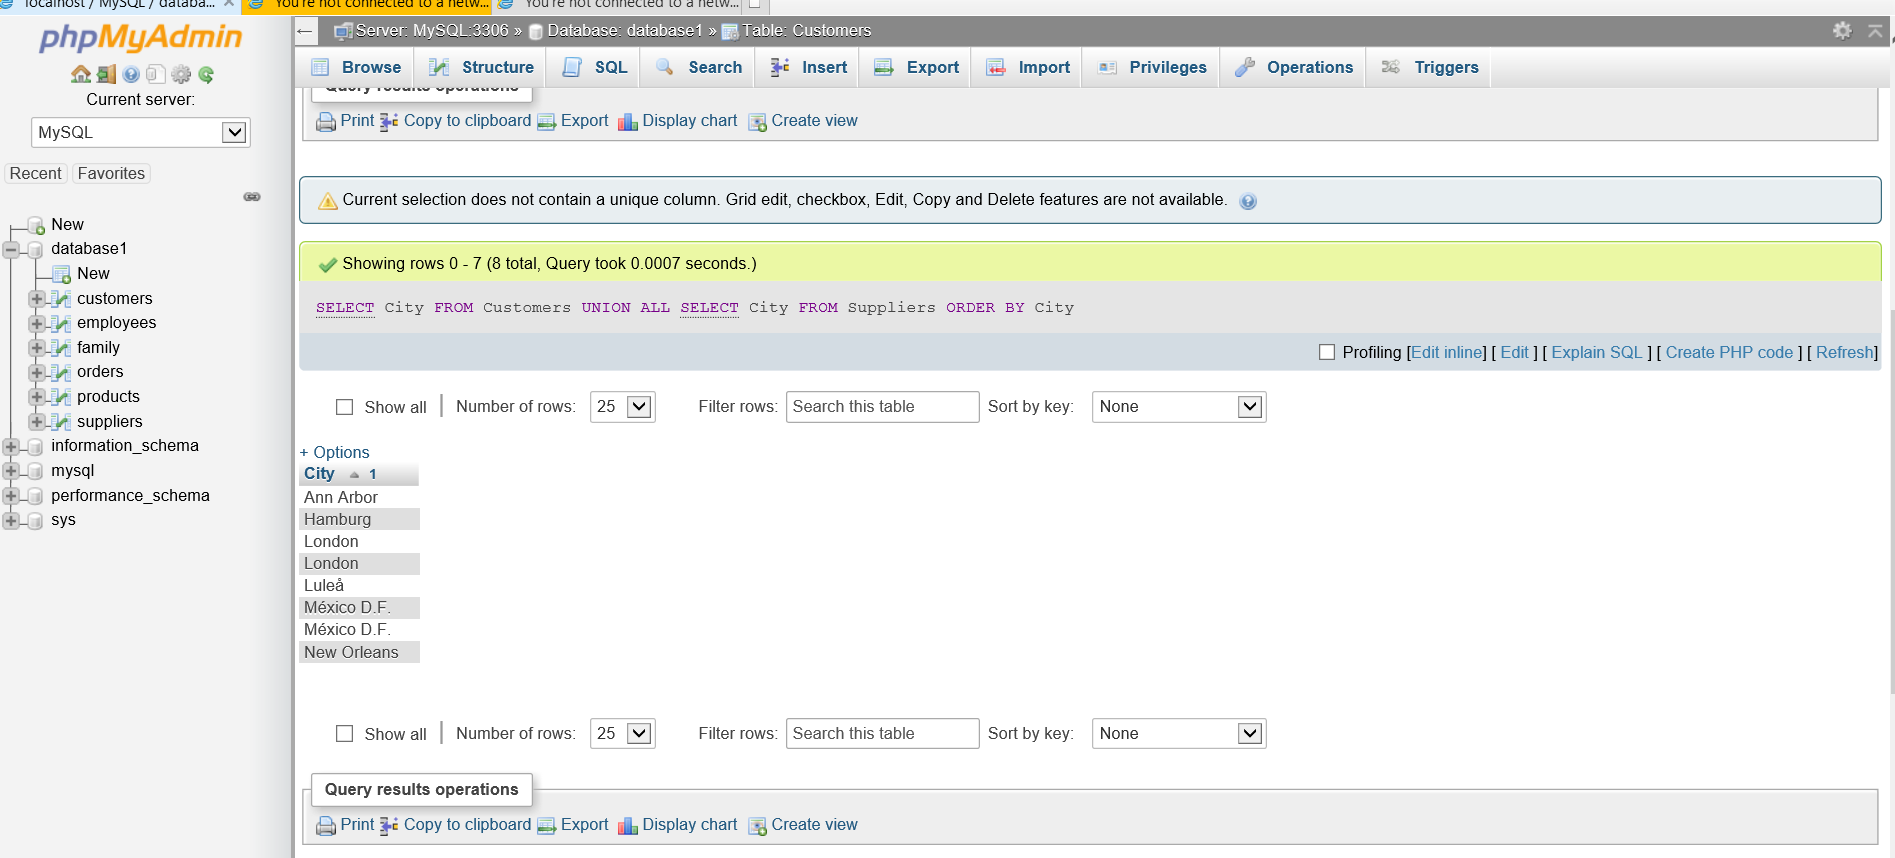 localhost / MySQL / databa...
You're not connected to a netw...
You're not connected to a netw...
phpMyAdmin
Server: MySQL:3306 » Database: database1 » Table: Customers
Browse Structure SQL Search Insert Export Import Privileges Operations Triggers
Current server:
MySQL
Recent Favorites
New
database1
New
customers
employees
family
orders
products
suppliers
information_schema
mysql
performance_schema
sys
Query results operations
Print Copy to clipboard Export Display chart Create view
Current selection does not contain a unique column. Grid edit, checkbox, Edit, Copy and Delete features are not available.
Showing rows 0 - 7 (8 total, Query took 0.0007 seconds.)
SELECT City FROM Customers UNION ALL SELECT City FROM Suppliers ORDER BY City
Profiling [Edit inline] [ Edit ] [ Explain SQL ] [ Create PHP code ] [ Refresh]
Show all Number of rows: 25 Filter rows: Search this table Sort by key: None
+ Options
City 1
Ann Arbor
Hamburg
London
London
Luleå
México D.F.
México D.F.
New Orleans
Show all Number of rows: 25 Filter rows: Search this table Sort by key: None
Query results operations
Print Copy to clipboard Export Display chart Create view